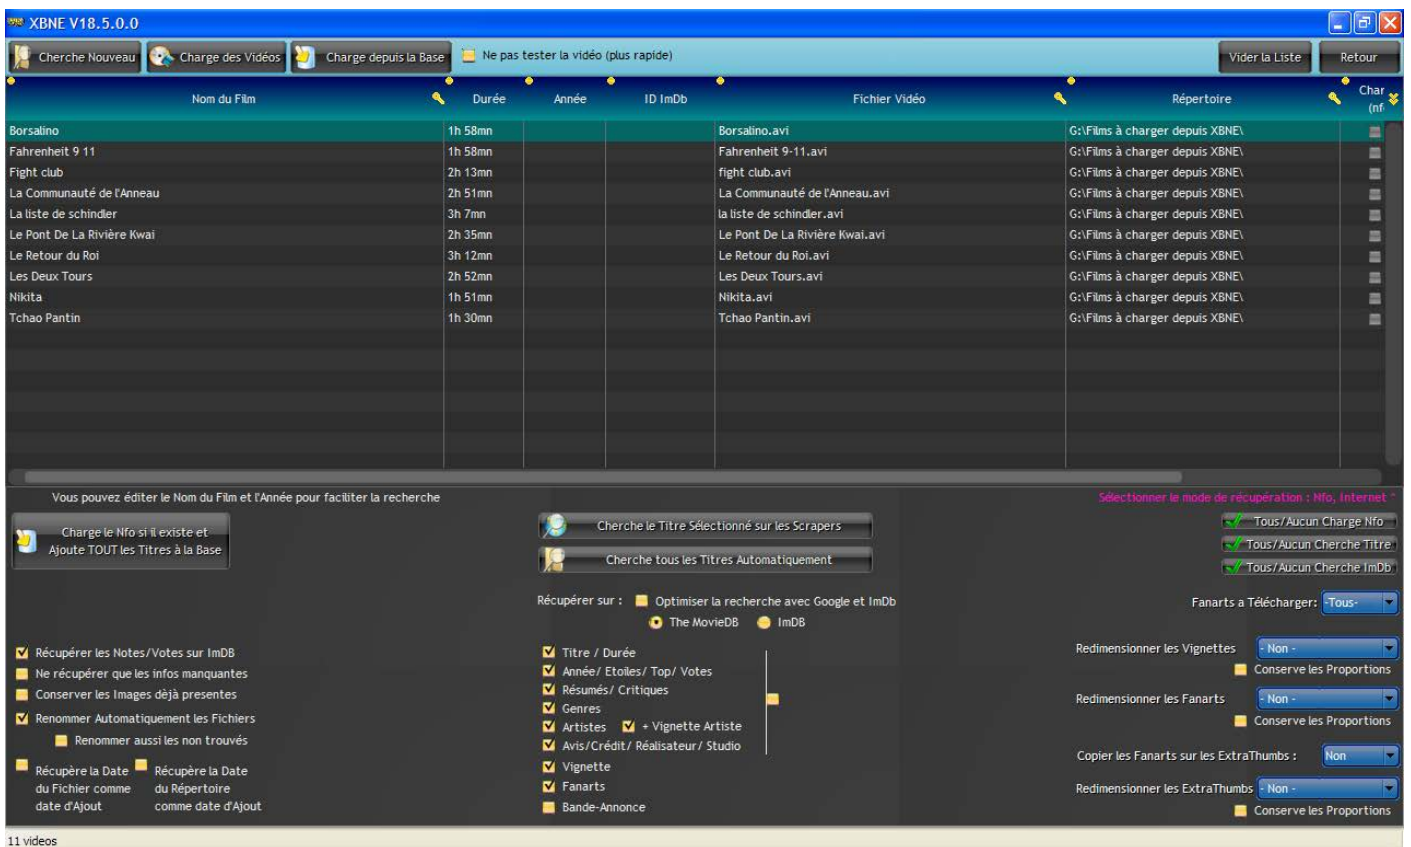 XBNE V18.5.0.0
Cherche Nouveau Charge des Vidéos Charge depuis la Base Ne pas tester la vidéo (plus rapide) Vider la Liste Retour
Nom du Film Durée Année ID ImDb Fichier Vidéo Répertoire Char
(nf
Borsalino 1h 58mn Borsalino.avi G:\Films à charger depuis XBNE\
Fahrenheit 9 11 1h 58mn Fahrenheit 9-11.avi G:\Films à charger depuis XBNE\
Fight club 2h 13mn fight club.avi G:\Films à charger depuis XBNE\
La Communauté de l'Anneau 2h 51mn La Communauté de l'Anneau.avi G:\Films à charger depuis XBNE\
La liste de schindler 3h 7mn la liste de schindler.avi G:\Films à charger depuis XBNE\
Le Pont De La Rivière Kwai 2h 35mn Le Pont De La Rivière Kwai.avi G:\Films à charger depuis XBNE\
Le Retour du Roi 3h 12mn Le Retour du Roi.avi G:\Films à charger depuis XBNE\
Les Deux Tours 2h 52mn Les Deux Tours.avi G:\Films à charger depuis XBNE\
Nikita 1h 51mn Nikita.avi G:\Films à charger depuis XBNE\
Tchao Pantin 1h 30mn Tchao Pantin.avi G:\Films à charger depuis XBNE\
Vous pouvez éditer le Nom du Film et l'Année pour faciliter la recherche
Sélectionner le mode de récupération : Nfo, Internet ^
Charge le Nfo si il existe et
Ajoute TOUT les Titres à la Base
Cherche le Titre Sélectionné sur les Scrapers
Cherche tous les Titres Automatiquement
Tous/Aucun Charge Nfo
Tous/Aucun Cherche Titre
Tous/Aucun Cherche ImDb
Récupérer sur : Optimiser la recherche avec Google et ImDb
The MovieDB ImDB
Fanarts a Télécharger: -Tous-
Récupérer les Notes/Votes sur ImDB
Ne récupérer que les infos manquantes
Conserver les Images dèjà presentes
Renommer Automatiquement les Fichiers
Renommer aussi les non trouvés
Récupère la Date
du Fichier comme
date d'Ajout
Récupère la Date
du Répertoire
comme date d'Ajout
Titre / Durée
Année/ Etoiles/ Top/ Votes
Résumés/ Critiques
Genres
Artistes + Vignette Artiste
Avis/Crédit/ Réalisateur/ Studio
Vignette
Fanarts
Bande-Annonce
Redimensionner les Vignettes - Non -
Conserve les Proportions
Redimensionner les Fanarts - Non -
Conserve les Proportions
Copier les Fanarts sur les ExtraThumbs : Non
Redimensionner les ExtraThumbs - Non -
Conserve les Proportions
11 videos